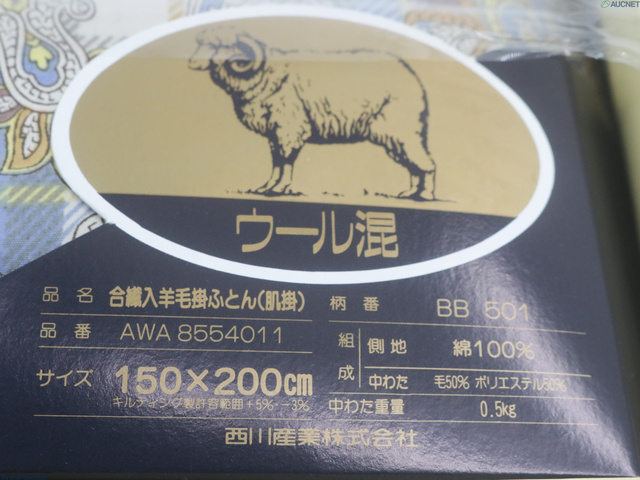 AUCNET
ウール混
品名 合繊入羊毛掛ふとん(肌掛)
品番 AWA8554011
サイズ 150×200cm
キルティング製許容範囲+5%·-3%
柄番 BB 501
組成 側地 綿100%
中わた 毛50% ポリエステル50%
中わた重量 0.5kg
西川産業株式会社